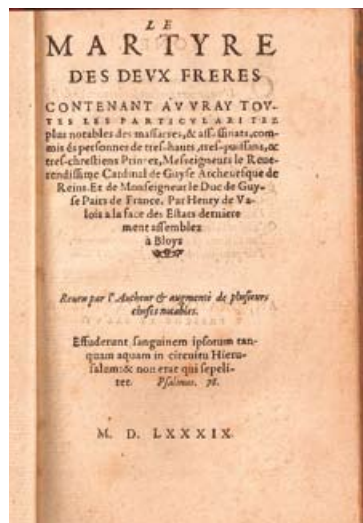 LE
MARTYRE
DES DEVX FRERES
CONTENANT AV VRAY TOV-
TES LES PARTICVLARITEZ
plus notables des massacres, & assassinats, com-
mis és personnes de tres-hauts, tres-puissans, &
tres-chrestiens Princes, Messeigneurs le Reue-
rendissime Cardinal de Guyse Archeuesque de
Reins. Et de Monseigneur le Duc de Guy-
se Pairs de France. Par Henry de Va-
lois a la face des Estats derniere
ment assemblez
à Bloys
Reueu par l'Autheur & augmenté de plusieurs
choses notables.
Effuderunt sanguinem ipsorum tan-
quam aquam in circuitu Hieru-
salem: & non erat qui sepeli-
ret. Psalmus. 78.
M. D. LXXXIX.